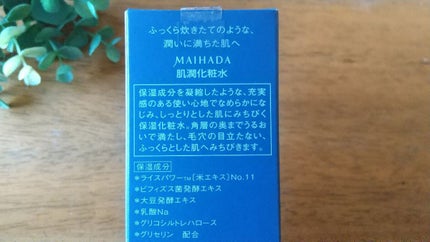 ふっくら炊きたてのような、
潤いに満ちた肌へ
MAIHADA
肌潤化粧水
保湿成分を凝縮したような、充実
感のある使い心地でなめらかにな
じみ、しっとりとした肌にみちびく
保湿化粧水。角層の奥までうるお
いで満たし、毛穴の目立たない、
ふっくらとした肌へみちびきます。
保湿成分
*ライスパワー™[米エキス]No.11
*ビフィズス菌発酵エキス
*大豆発酵エキス
*乳酸Na
*グリコシルトレハロース
*グリセリン 配合